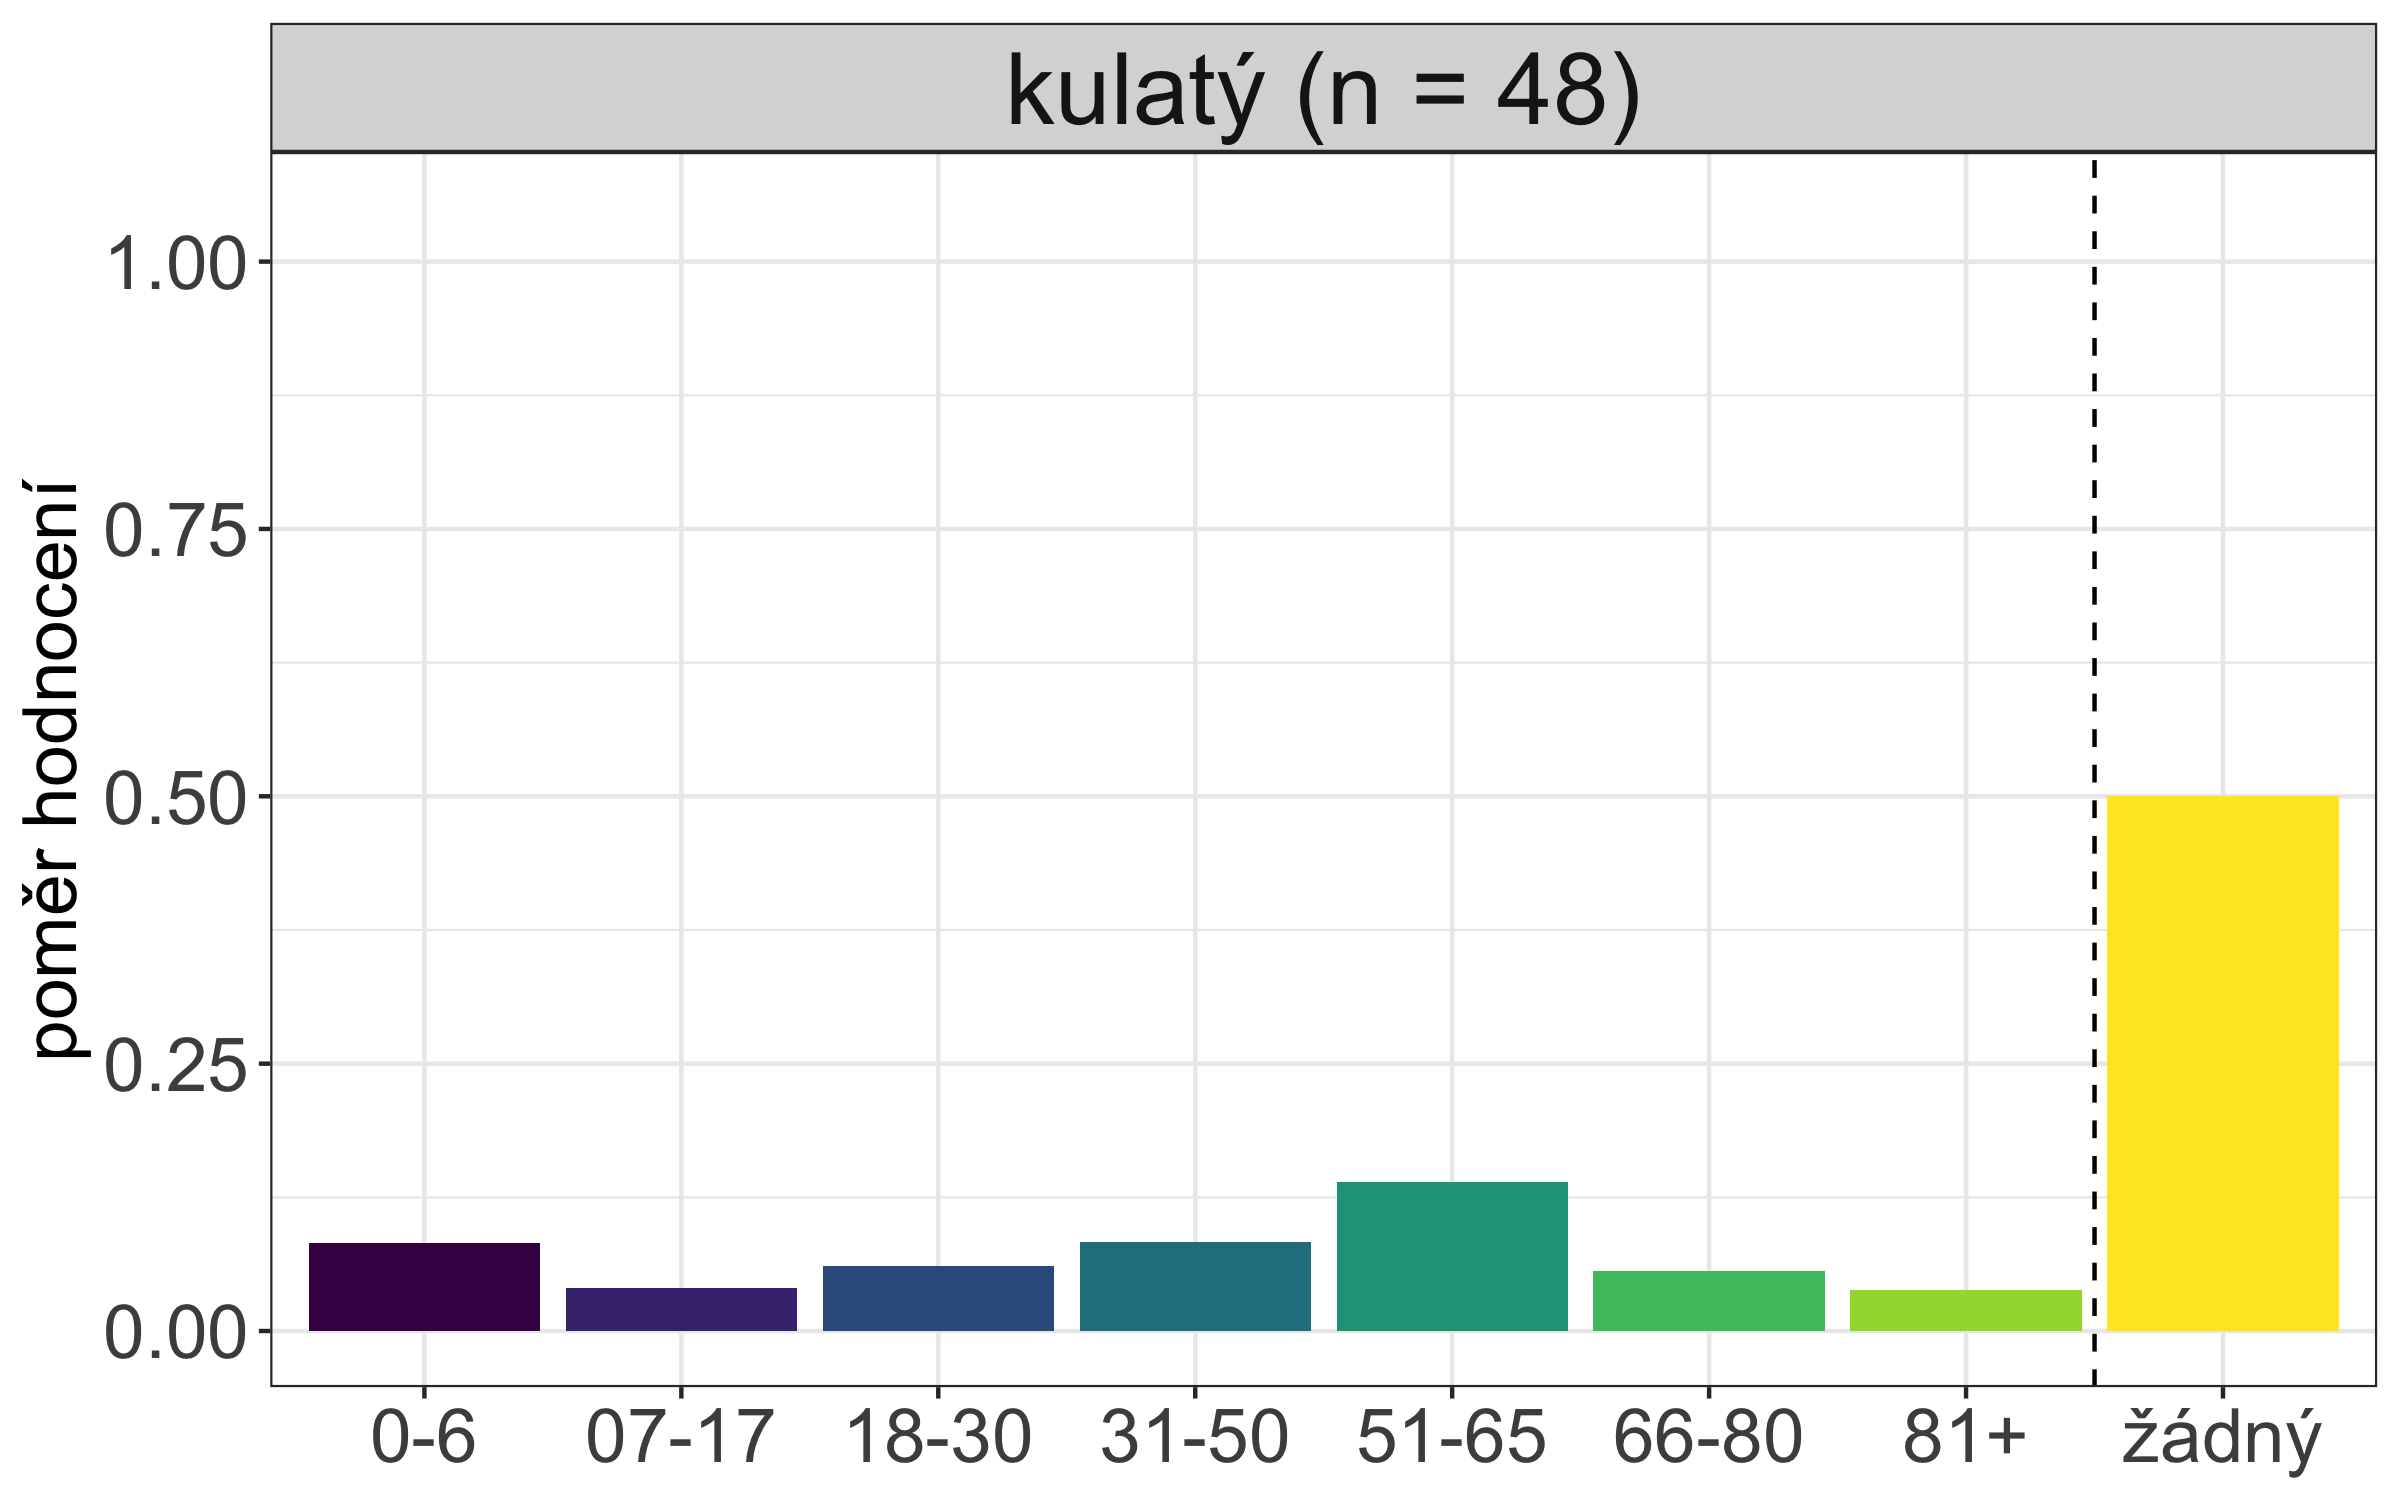 kulatý (n = 48)
poměr hodnocení
1.00
0.75
0.50
0.25
0.00
0-6 07-17 18-30 31-50 51-65 66-80 81+ žádný